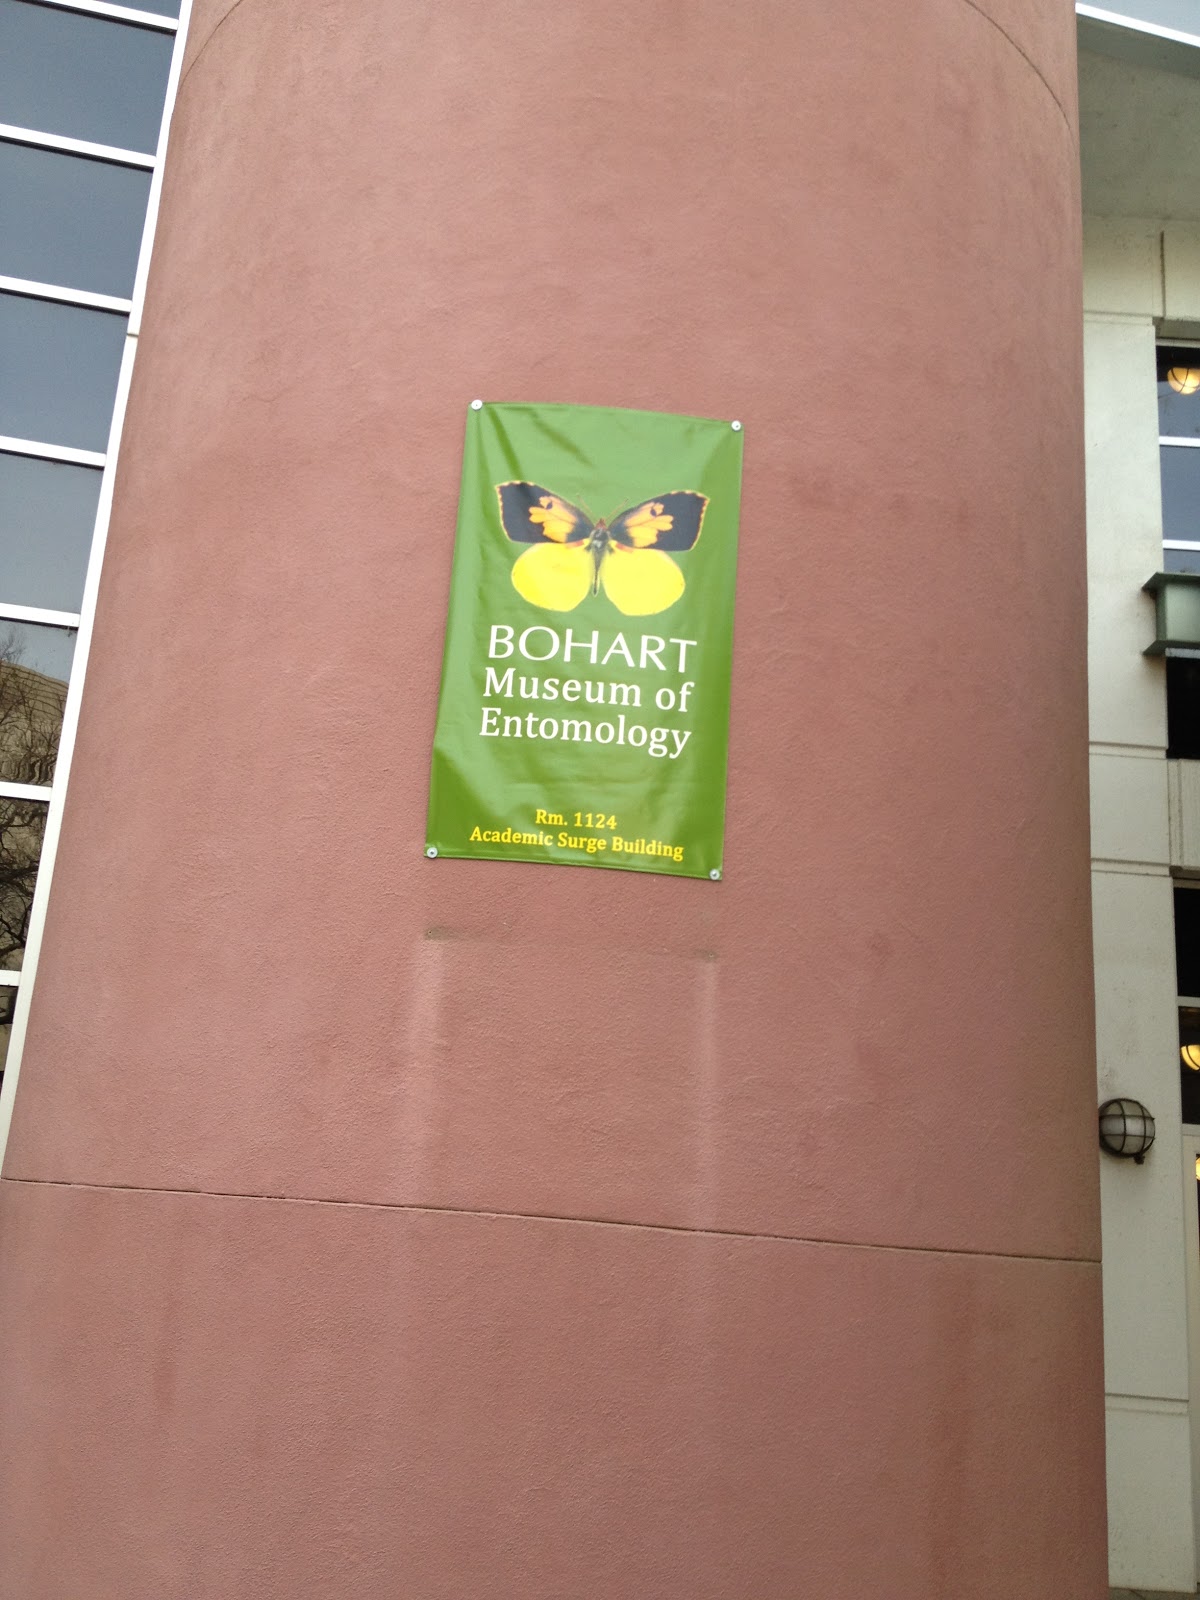 BOHART
Museum of
Entomology
Rm. 1124
Academic Surge Building